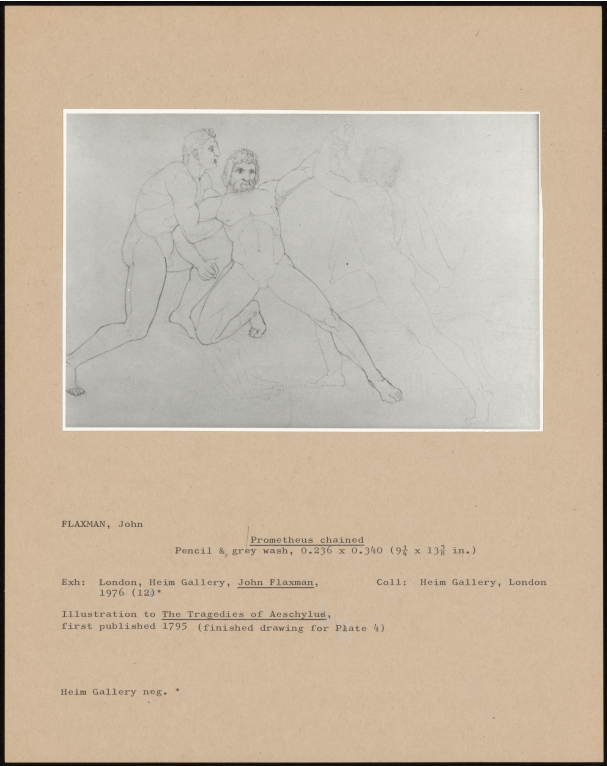 FLAXMAN, John
Prometheus chained
Pencil & grey wash, 0.236 x 0.340 (9¼ x 13⅜ in.)
Exh: London, Heim Gallery, John Flaxman, Coll: Heim Gallery, London
1976 (12)*
Illustration to The Tragedies of Aeschylus,
first published 1795 (finished drawing for Plate 4)
Heim Gallery neg. *